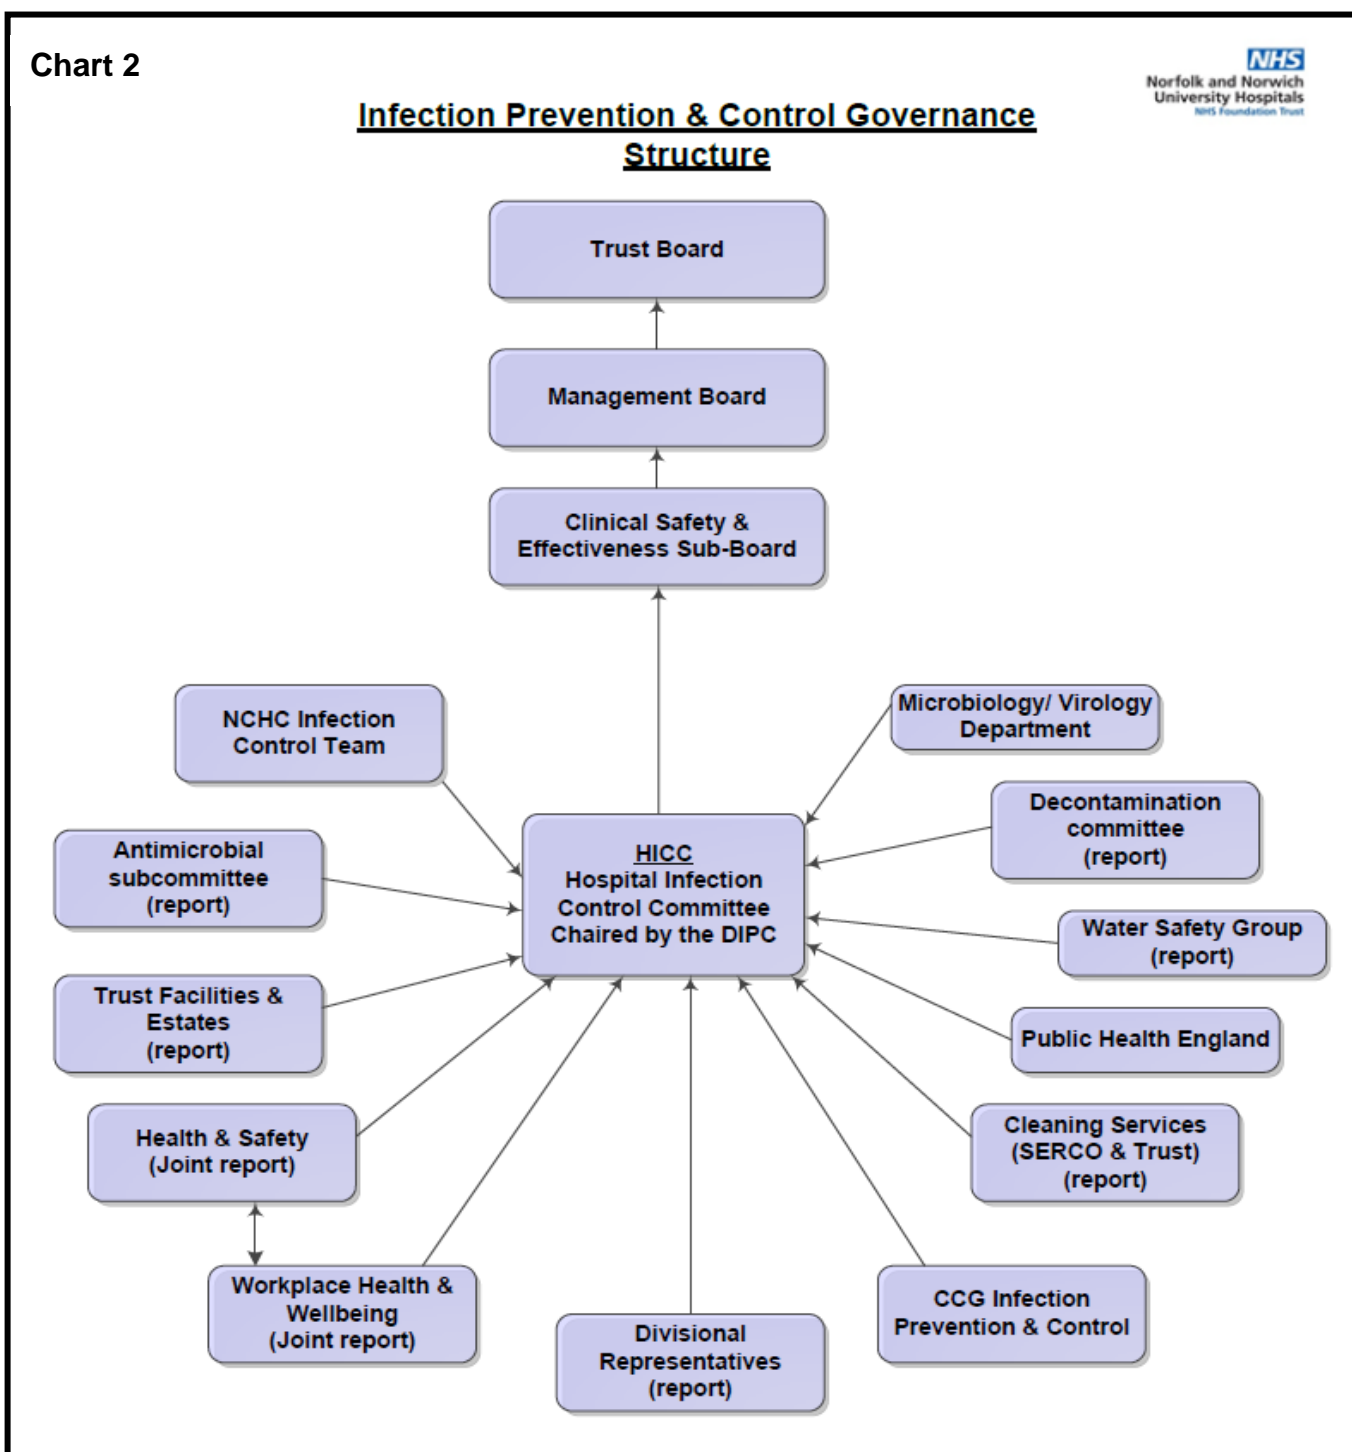 Chart 2
NHS
Norfolk and Norwich
University Hospitals
NHS Foundation Trust
Infection Prevention & Control Governance
Structure
Trust Board
Management Board
Clinical Safety &
Effectiveness Sub-Board
NCHC Infection
Control Team
Microbiology/ Virology
Department
Decontamination
committee
(report)
Antimicrobial
subcommittee
(report)
HICC
Hospital Infection
Control Committee
Chaired by the DIPC
Water Safety Group
(report)
Trust Facilities &
Estates
(report)
Public Health England
Health & Safety
(Joint report)
Cleaning Services
(SERCO & Trust)
(report)
Workplace Health &
Wellbeing
(Joint report)
CCG Infection
Prevention & Control
Divisional
Representatives
(report)